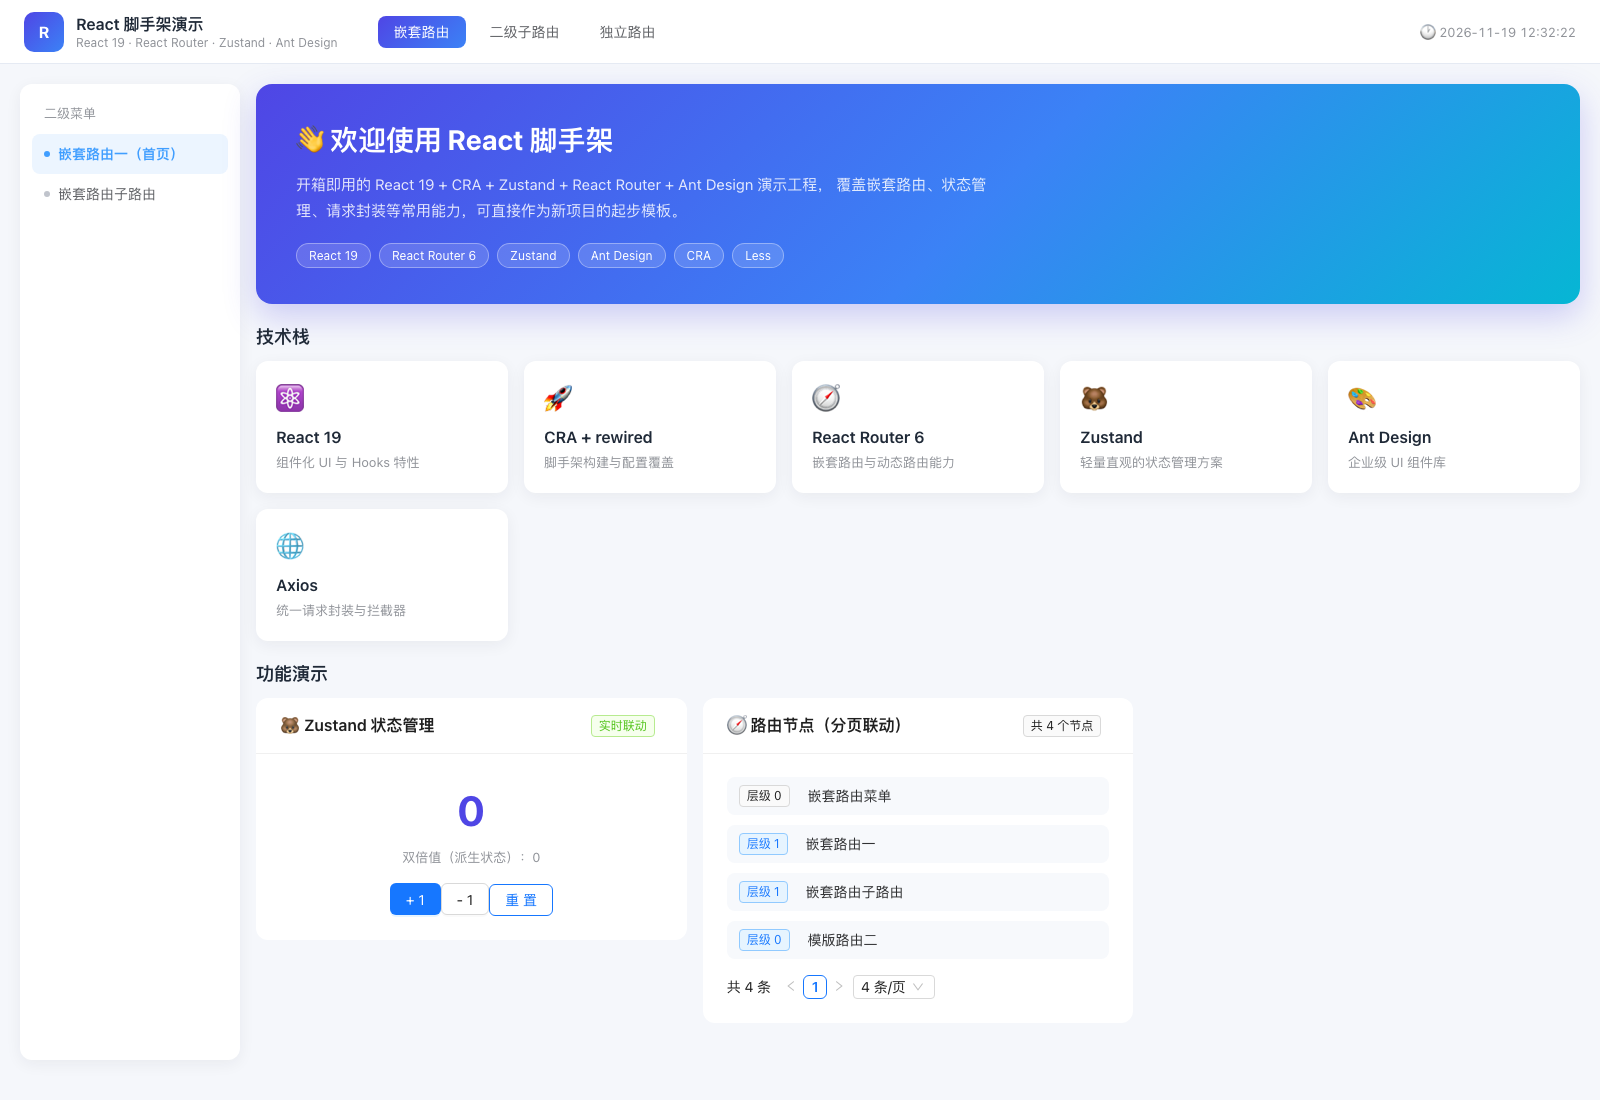 R
React 脚手架演示
React 19 · React Router · Zustand · Ant Design
嵌套路由
二级子路由
独立路由
2026-11-19 12:32:22
二级菜单
嵌套路由一（首页）
嵌套路由子路由
👋 欢迎使用 React 脚手架
开箱即用的 React 19 + CRA + Zustand + React Router + Ant Design 演示工程， 覆盖嵌套路由、状态管
理、请求封装等常用能力，可直接作为新项目的起步模板。
React 19
React Router 6
Zustand
Ant Design
CRA
Less
技术栈
React 19
组件化 UI 与 Hooks 特性
CRA + rewired
脚手架构建与配置覆盖
React Router 6
嵌套路由与动态路由能力
Zustand
轻量直观的状态管理方案
Ant Design
企业级 UI 组件库
Axios
统一请求封装与拦截器
功能演示
🐻 Zustand 状态管理
实时联动
0
双倍值（派生状态）：0
+ 1
- 1
重 置
🧭 路由节点（分页联动）
共 4 个节点
层级 0 嵌套路由菜单
层级 1 嵌套路由一
层级 1 嵌套路由子路由
层级 0 模版路由二
共 4 条 < 1 > 4 条/页